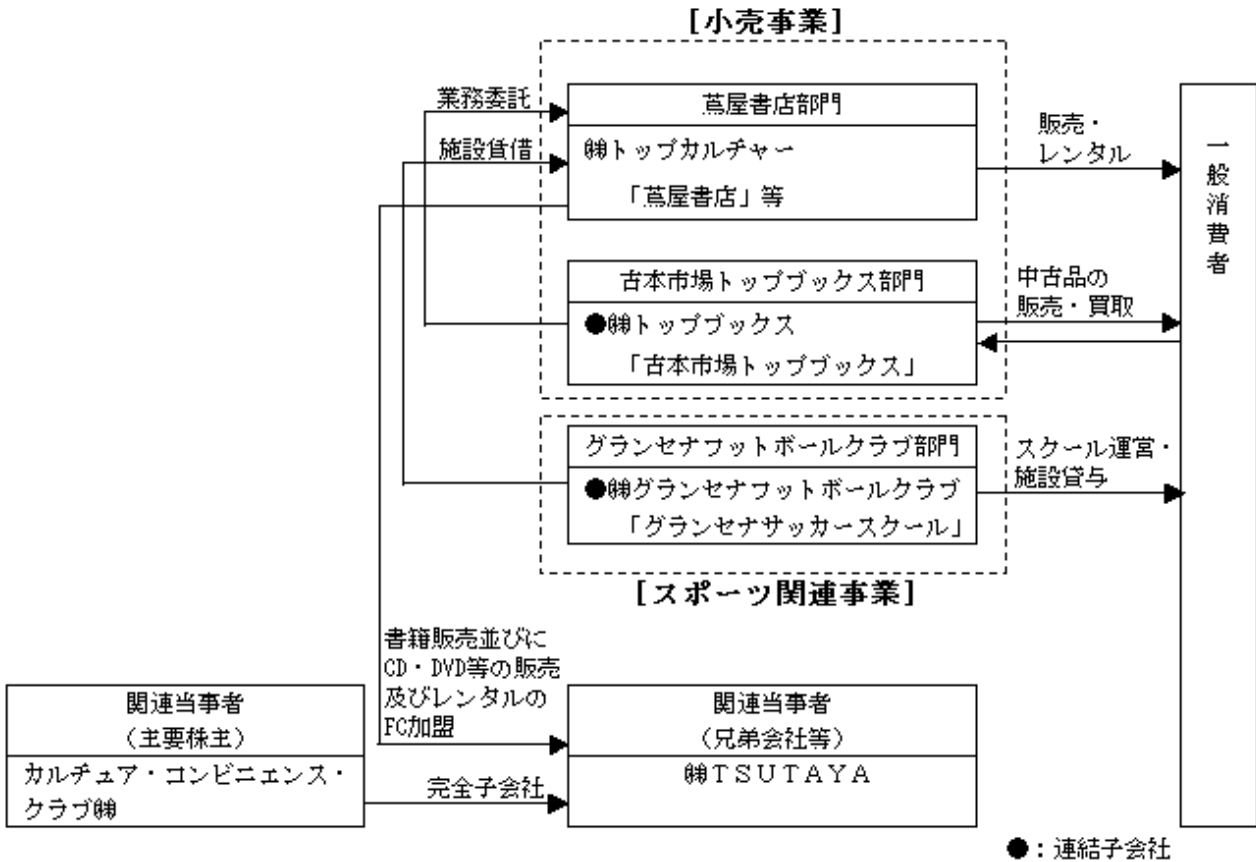 [小売事業]
業務委託
施設賃借
蔦屋書店部門
㈱トップカルチャー
「蔦屋書店」等
販売・
レンタル
一般消費者
古本市場トップブックス部門
●㈱トップブックス
「古本市場トップブックス」
中古品の
販売・買取
グランセナフットボールクラブ部門
●㈱グランセナフットボールクラブ
「グランセナサッカースクール」
スクール運営・
施設貸与
[スポーツ関連事業]
書籍販売並びに
CD・DVD等の販売
及びレンタルの
FC加盟
関連当事者
(主要株主)
カルチュア・コンビニエンス・
クラブ㈱
完全子会社
関連当事者
(兄弟会社等)
㈱TSUTAYA
●：連結子会社